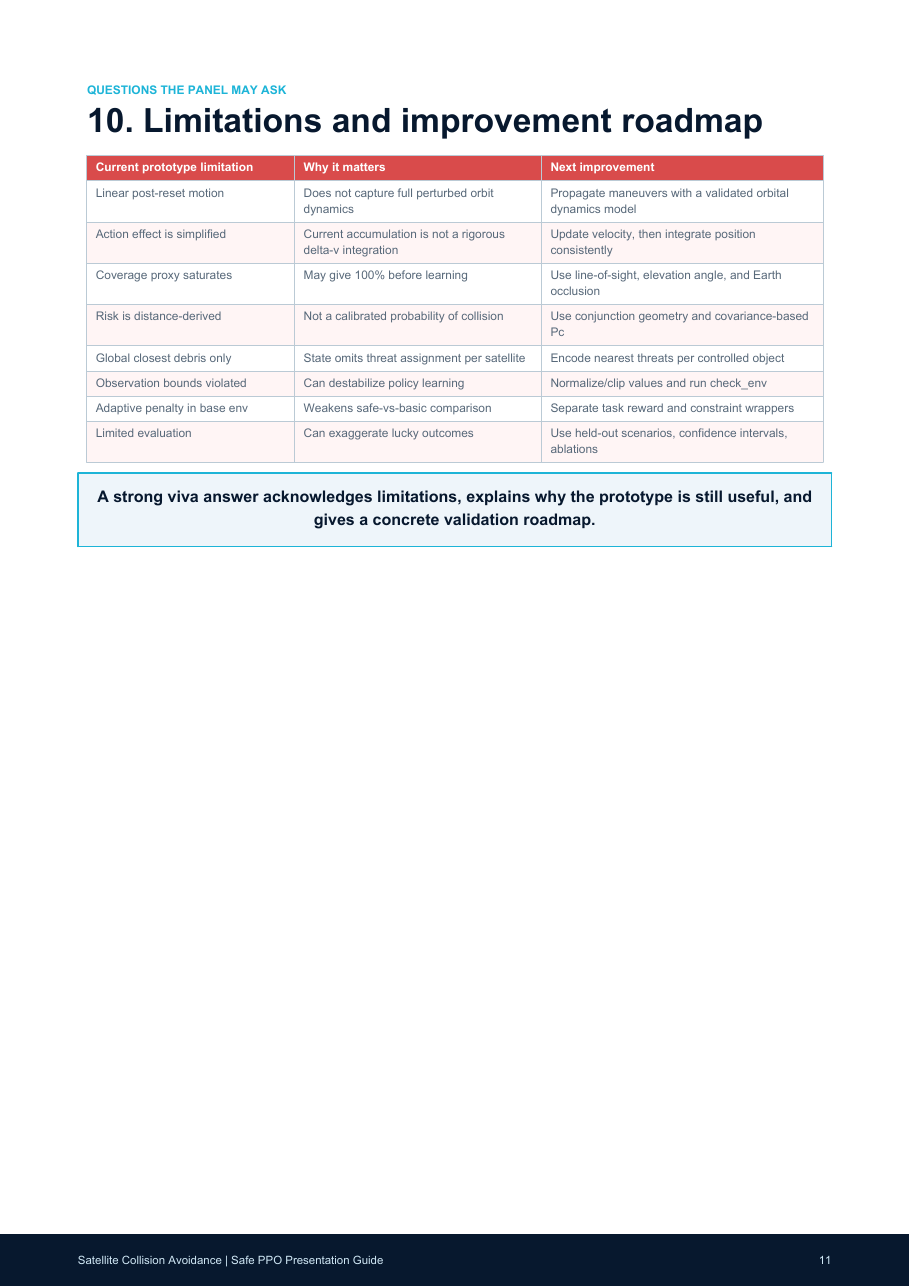 QUESTIONS THE PANEL MAY ASK
10. Limitations and improvement roadmap
Current prototype limitation | Why it matters | Next improvement
Linear post-reset motion | Does not capture full perturbed orbit dynamics | Propagate maneuvers with a validated orbital dynamics model
Action effect is simplified | Current accumulation is not a rigorous delta-v integration | Update velocity, then integrate position consistently
Coverage proxy saturates | May give 100% before learning | Use line-of-sight, elevation angle, and Earth occlusion
Risk is distance-derived | Not a calibrated probability of collision | Use conjunction geometry and covariance-based Pc
Global closest debris only | State omits threat assignment per satellite | Encode nearest threats per controlled object
Observation bounds violated | Can destabilize policy learning | Normalize/clip values and run check_env
Adaptive penalty in base env | Weakens safe-vs-basic comparison | Separate task reward and constraint wrappers
Limited evaluation | Can exaggerate lucky outcomes | Use held-out scenarios, confidence intervals, ablations
A strong viva answer acknowledges limitations, explains why the prototype is still useful, and
gives a concrete validation roadmap.
Satellite Collision Avoidance | Safe PPO Presentation Guide
11